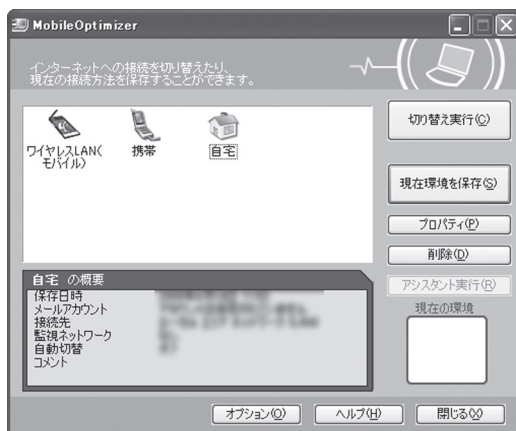 MobileOptimizer
インターネットへの接続を切り替えたり、
現在の接続方法を保存することができます。
ワイヤレスLAN(
モバイル)
携帯
自宅
切り替え実行(C)
現在環境を保存(S)
プロパティ(P)
削除(D)
アシスタント実行(R)
現在の環境
自宅 の概要
保存日時
メールアカウント
接続先
監視ネットワーク
自動切替
コメント
オプション(O)
ヘルプ(H)
閉じる(X)